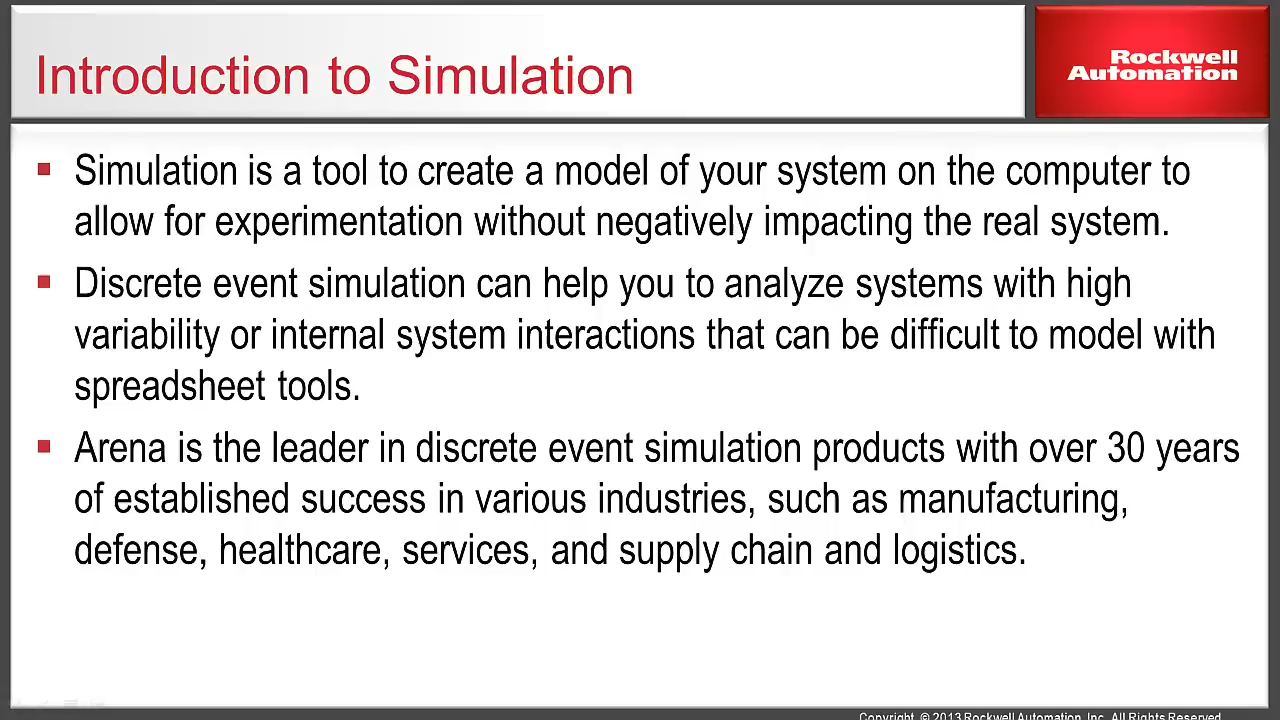 Introduction to Simulation
Rockwell
Automation
▪ Simulation is a tool to create a model of your system on the computer to
allow for experimentation without negatively impacting the real system.
▪ Discrete event simulation can help you to analyze systems with high
variability or internal system interactions that can be difficult to model with
spreadsheet tools.
▪ Arena is the leader in discrete event simulation products with over 30 years
of established success in various industries, such as manufacturing,
defense, healthcare, services, and supply chain and logistics.
Copyright © 2013 Rockwell Automation, Inc. All Rights Reserved.